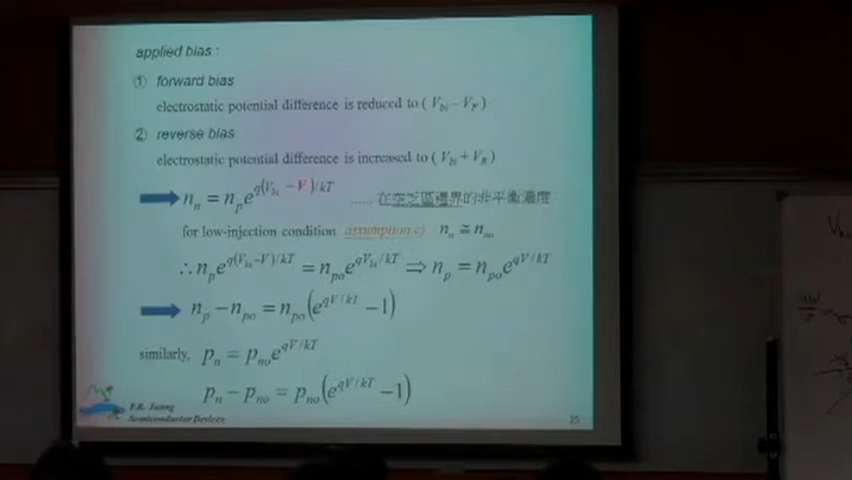 applied bias :
① forward bias
electrostatic potential difference is reduced to ( V_bi − V_F )
② reverse bias
electrostatic potential difference is increased to ( V_bi + V_R )
n_n = n_p e^{q(V_bi − V)/kT} ...... 在空乏區邊界的非平衡濃度
for low-injection condition assumption c) n_n ≅ n_no
∴ n_p e^{q(V_bi−V)/kT} = n_po e^{qV_bi/kT} ⇒ n_p = n_po e^{qV/kT}
n_p − n_po = n_po (e^{qV/kT} − 1)
similarly, p_n = p_no e^{qV/kT}
p_n − p_no = p_no (e^{qV/kT} − 1)
F.R. Juang
Semiconductor Devices
25